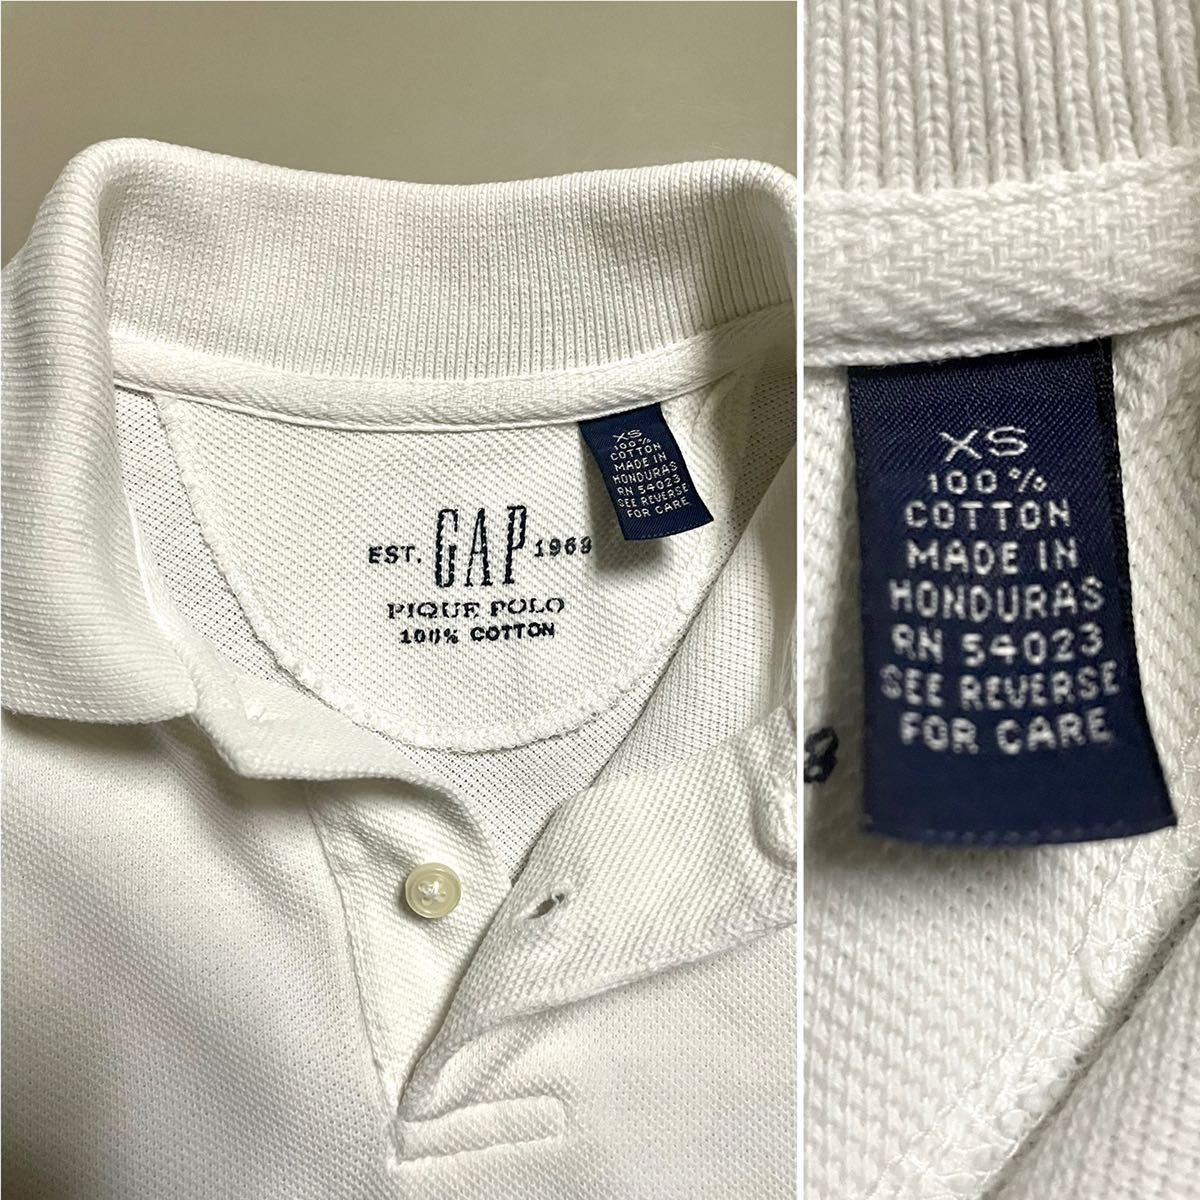 EST. GAP 1969
PIQUE POLO
100% COTTON
XS
100%
COTTON
MADE IN
HONDURAS
RN 54023
SEE REVERSE
FOR CARE
XS
100%
COTTON
MADE IN
HONDURAS
RN 54023
SEE REVERSE
FOR CARE